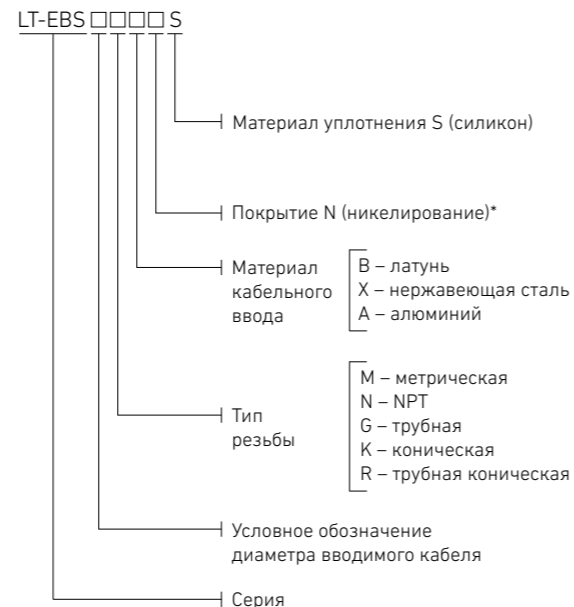 LT-EBS □□□□ S
Материал уплотнения S (силикон)
Покрытие N (никелирование)*
Материал
кабельного
ввода
B – латунь
X – нержавеющая сталь
A – алюминий
Тип
резьбы
M – метрическая
N – NPT
G – трубная
K – коническая
R – трубная коническая
Условное обозначение
диаметра вводимого кабеля
Серия